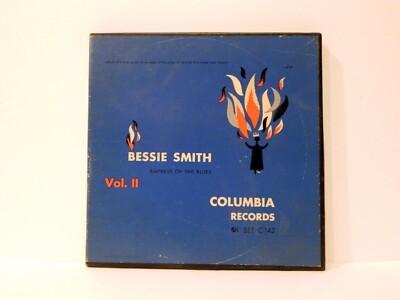 BESSIE SMITH
EMPRESS OF THE BLUES
Vol. II
COLUMBIA
RECORDS
SET C-142